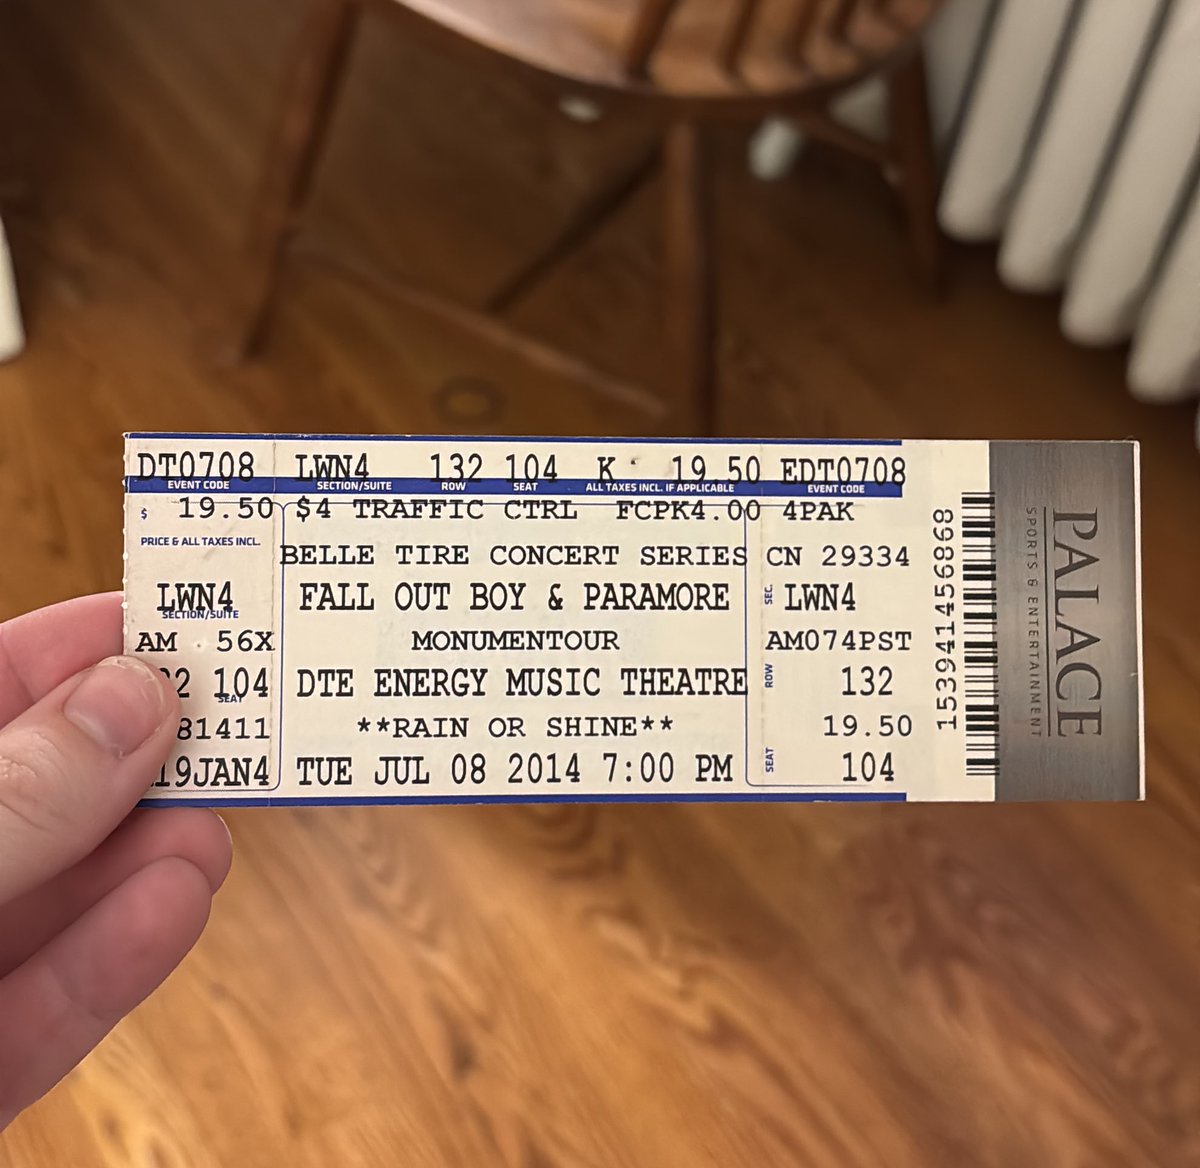 DT0708 LWN4 132 104 K 19.50 EDT0708
EVENT CODE SECTION/SUITE ROW SEAT ALL TAXES INCL. IF APPLICABLE EVENT CODE
$ 19.50 $4 TRAFFIC CTRL FCPK4.00 4PAK
PRICE & ALL TAXES INCL.
BELLE TIRE CONCERT SERIES CN 29334
LWN4 FALL OUT BOY & PARAMORE SEC. LWN4
SECTION/SUITE
AM 56X MONUMENTOUR AM074PST
2 104 DTE ENERGY MUSIC THEATRE ROW 132
SEAT
81411 **RAIN OR SHINE** 19.50
19JAN4 TUE JUL 08 2014 7:00 PM SEAT 104
1539414456868
PALACE
SPORTS & ENTERTAINMENT